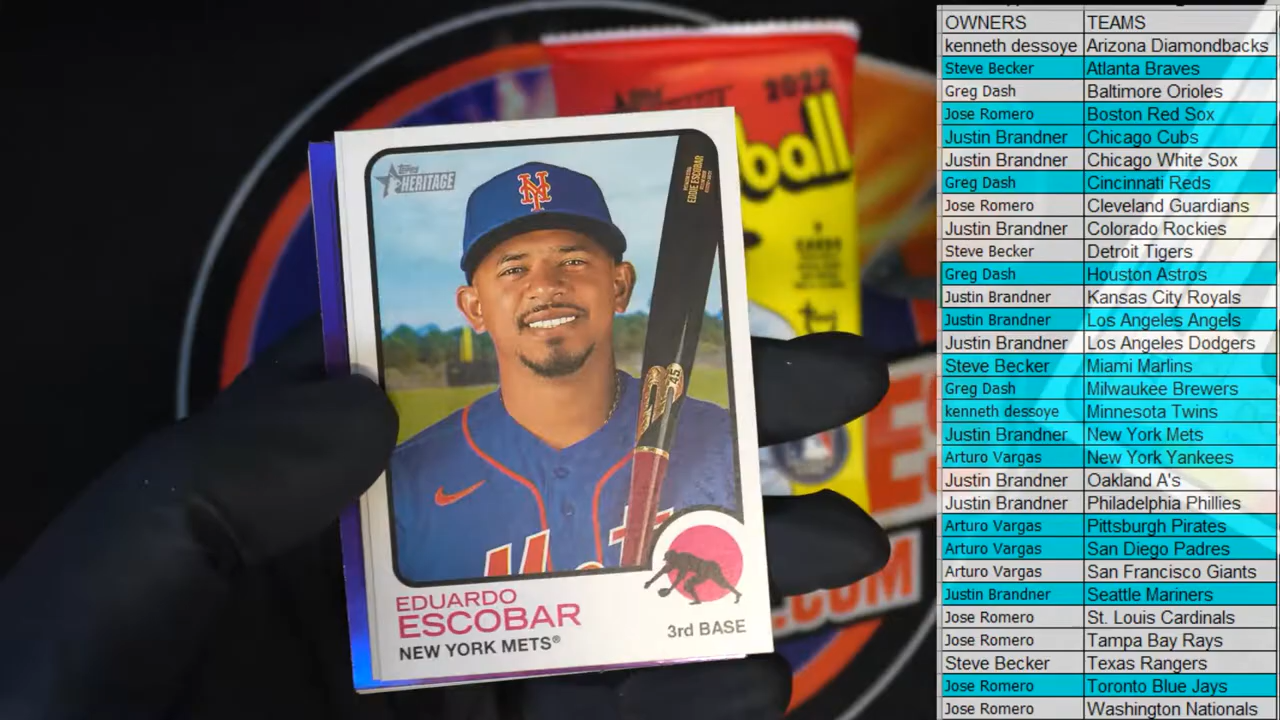 2022
ball
9
CARDS
Topps
HERITAGE
EDDIE ESCOBAR
45
EDUARDO
ESCOBAR
NEW YORK METS®
3rd BASE
ES
.COM
OWNERS TEAMS
kenneth dessoye Arizona Diamondbacks
Steve Becker Atlanta Braves
Greg Dash Baltimore Orioles
Jose Romero Boston Red Sox
Justin Brandner Chicago Cubs
Justin Brandner Chicago White Sox
Greg Dash Cincinnati Reds
Jose Romero Cleveland Guardians
Justin Brandner Colorado Rockies
Steve Becker Detroit Tigers
Greg Dash Houston Astros
Justin Brandner Kansas City Royals
Justin Brandner Los Angeles Angels
Justin Brandner Los Angeles Dodgers
Steve Becker Miami Marlins
Greg Dash Milwaukee Brewers
kenneth dessoye Minnesota Twins
Justin Brandner New York Mets
Arturo Vargas New York Yankees
Justin Brandner Oakland A's
Justin Brandner Philadelphia Phillies
Arturo Vargas Pittsburgh Pirates
Arturo Vargas San Diego Padres
Arturo Vargas San Francisco Giants
Justin Brandner Seattle Mariners
Jose Romero St. Louis Cardinals
Jose Romero Tampa Bay Rays
Steve Becker Texas Rangers
Jose Romero Toronto Blue Jays
Jose Romero Washington Nationals